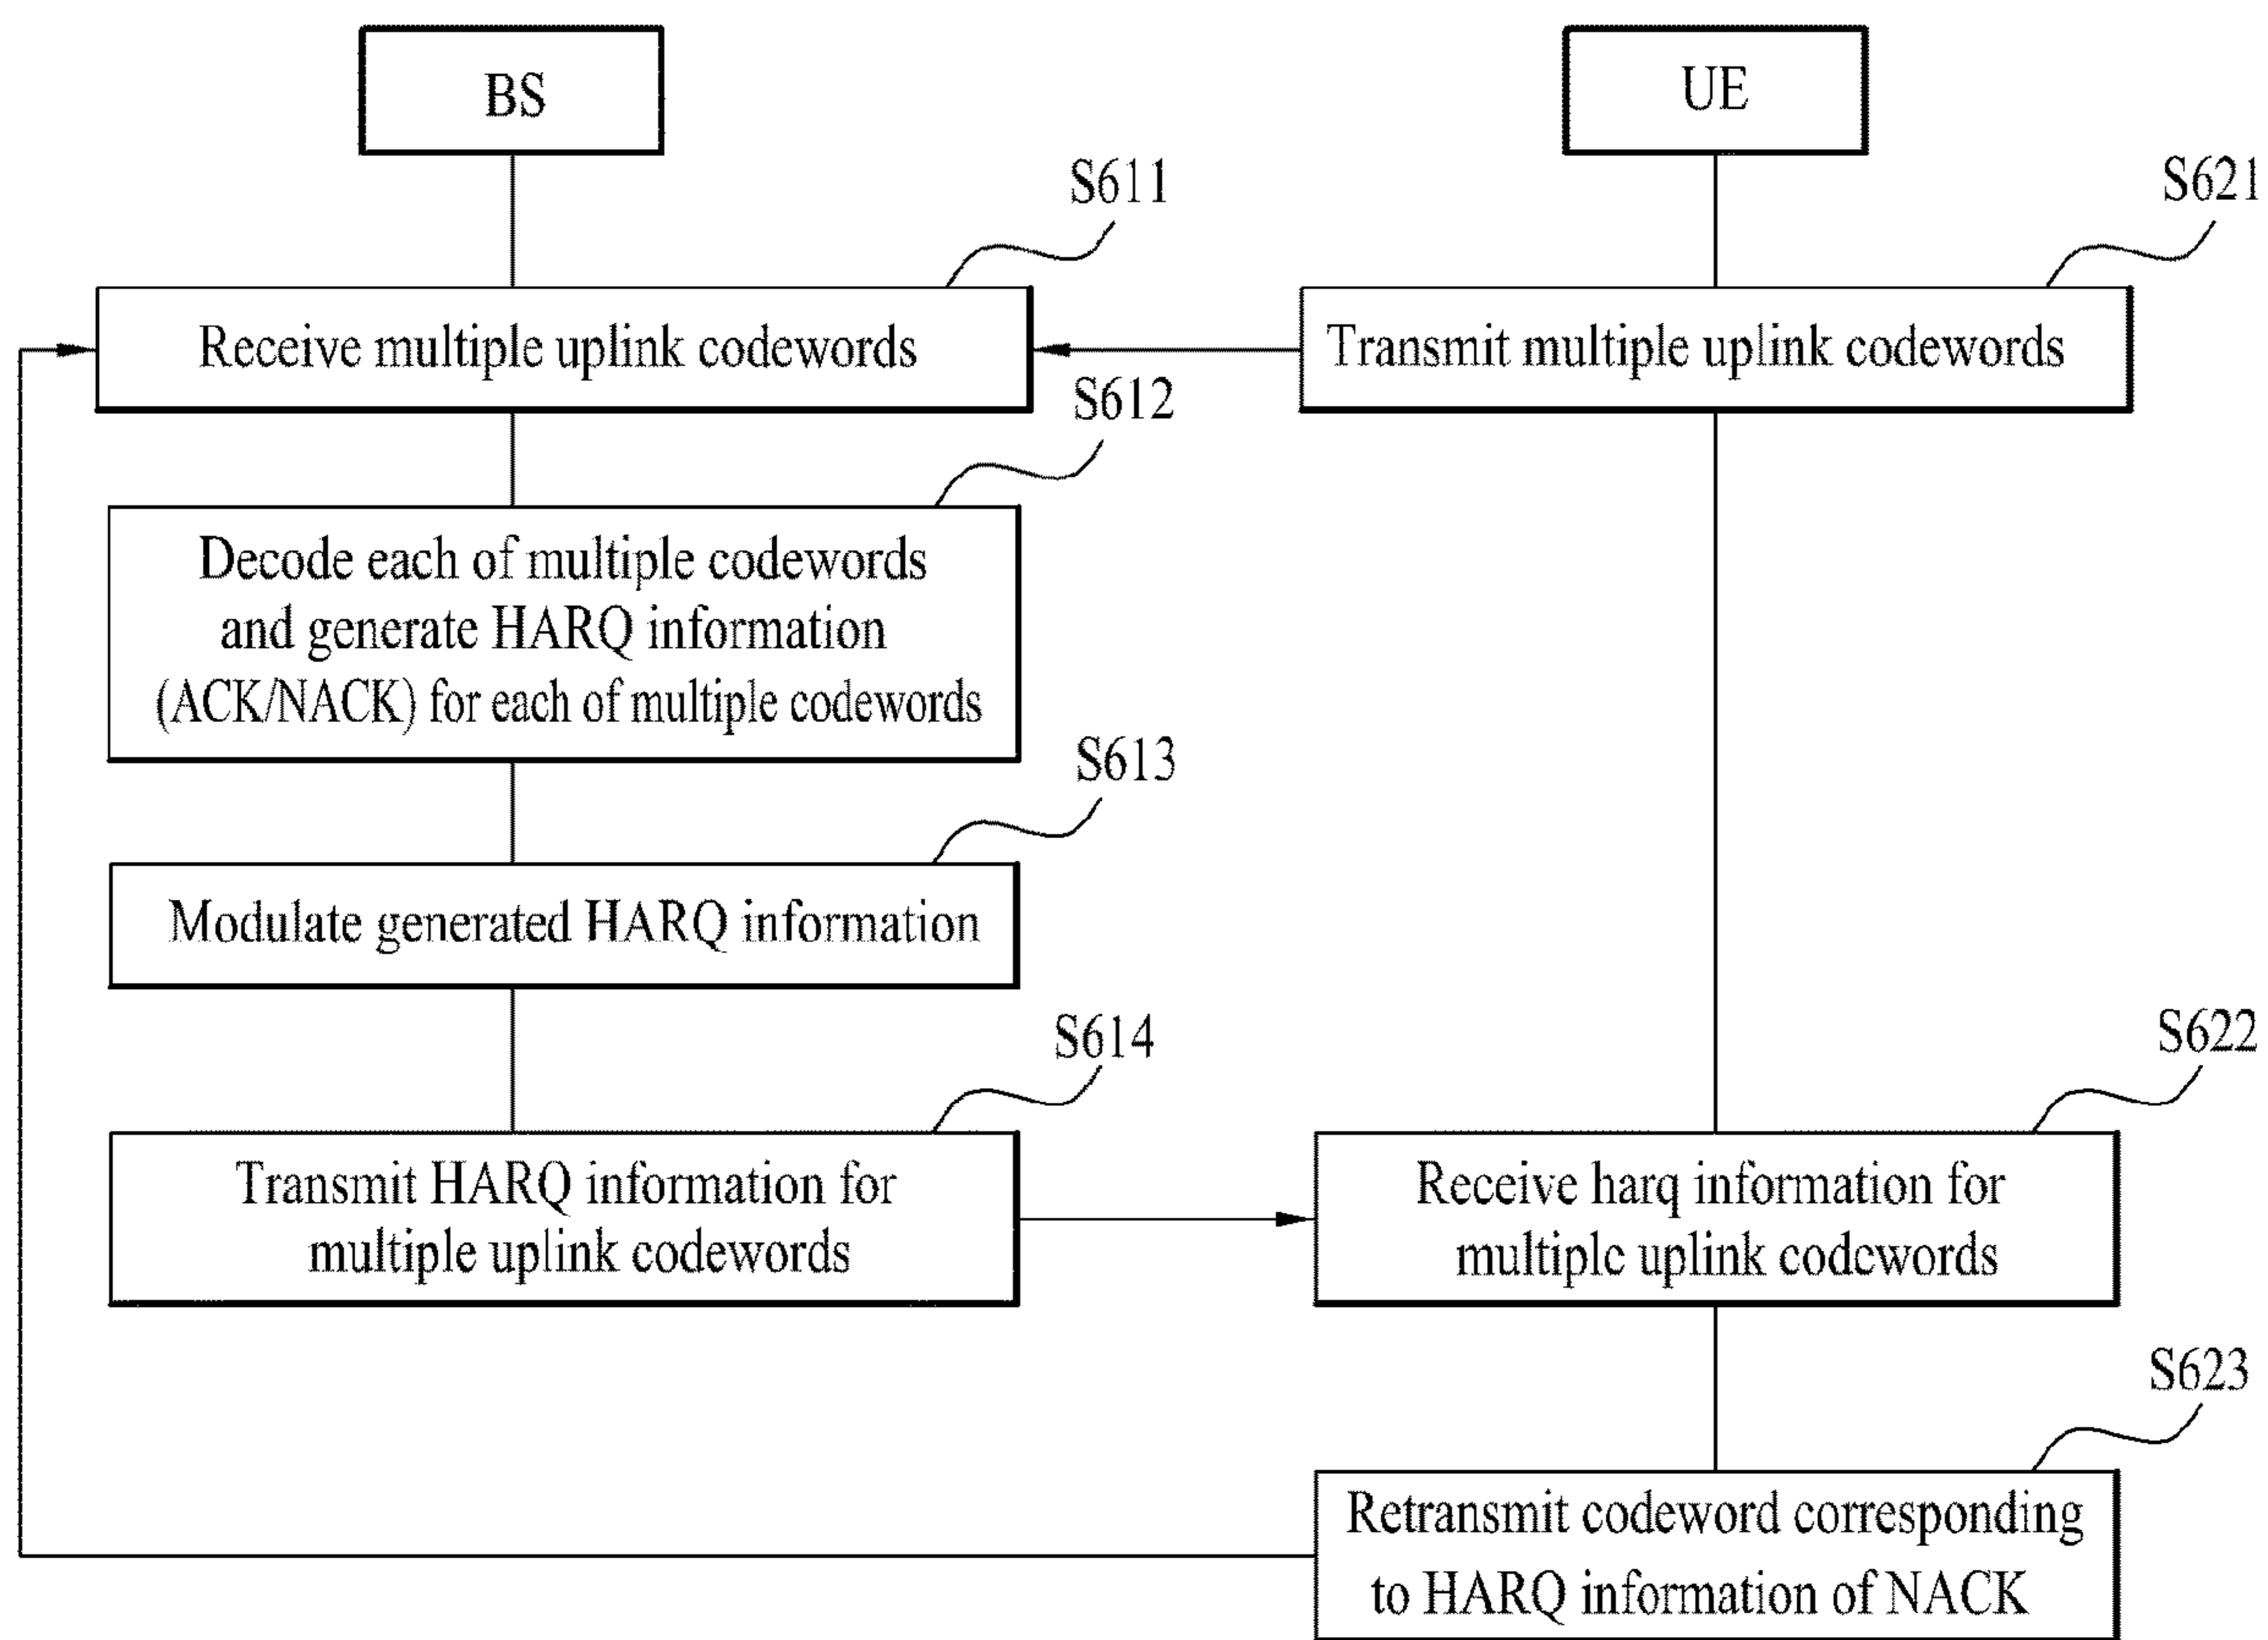 BS
UE
S611
S621
Receive multiple uplink codewords
Transmit multiple uplink codewords
S612
Decode each of multiple codewords
and generate HARQ information
(ACK/NACK) for each of multiple codewords
S613
Modulate generated HARQ information
S614
S622
Transmit HARQ information for
multiple uplink codewords
Receive harq information for
multiple uplink codewords
S623
Retransmit codeword corresponding
to HARQ information of NACK